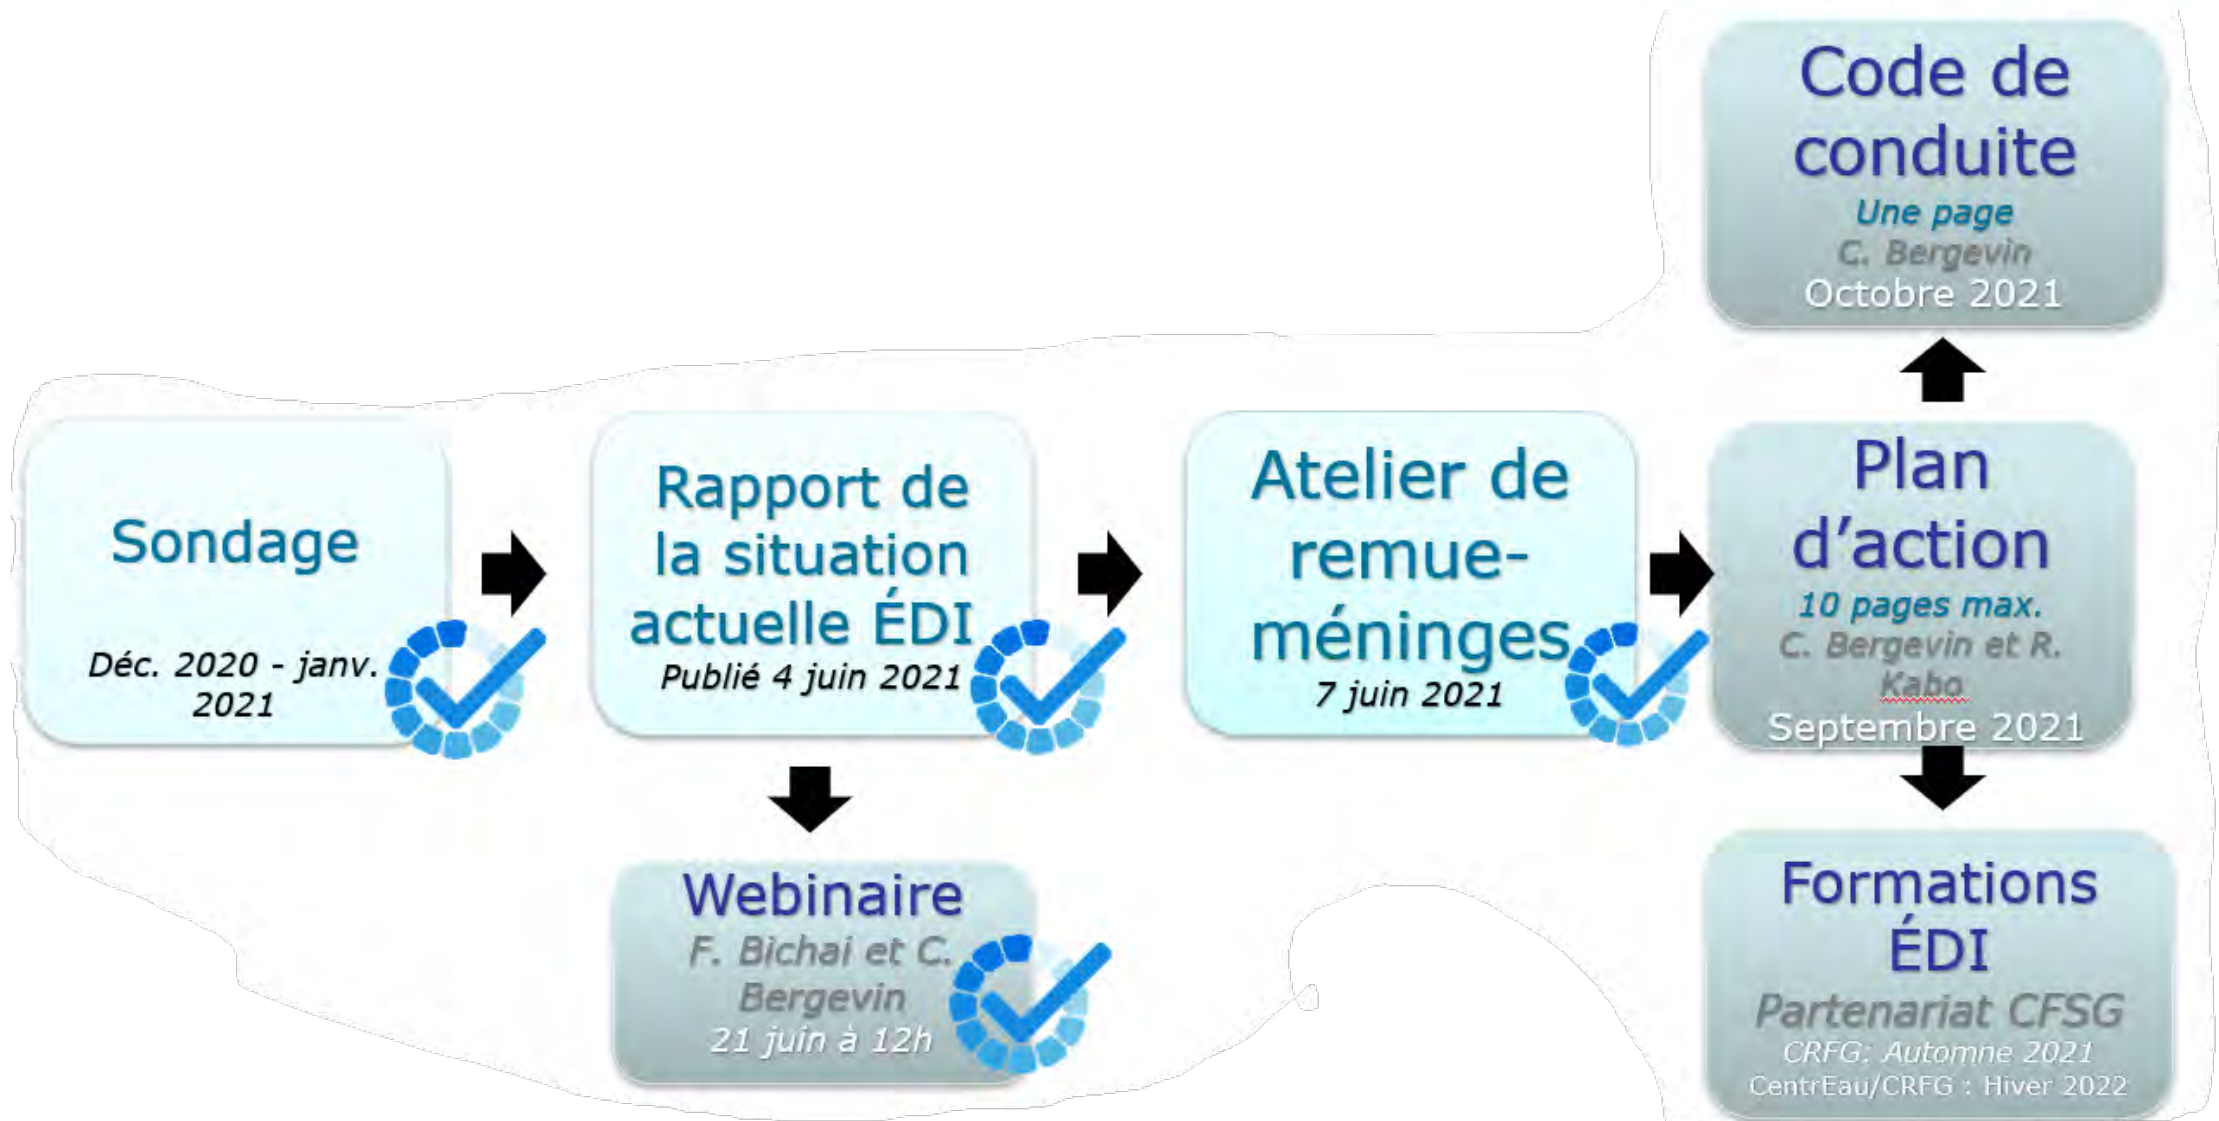 Sondage
Déc. 2020 - janv.
2021
Rapport de
la situation
actuelle ÉDI
Publié 4 juin 2021
Webinaire
F. Bichai et C.
Bergevin
21 juin à 12h
Atelier de
remue-
méninges
7 juin 2021
Code de
conduite
Une page
C. Bergevin
Octobre 2021
Plan
d’action
10 pages max.
C. Bergevin et R.
Kabo
Septembre 2021
Formations
ÉDI
Partenariat CFSG
CRFG: Automne 2021
CentrEau/CRFG : Hiver 2022